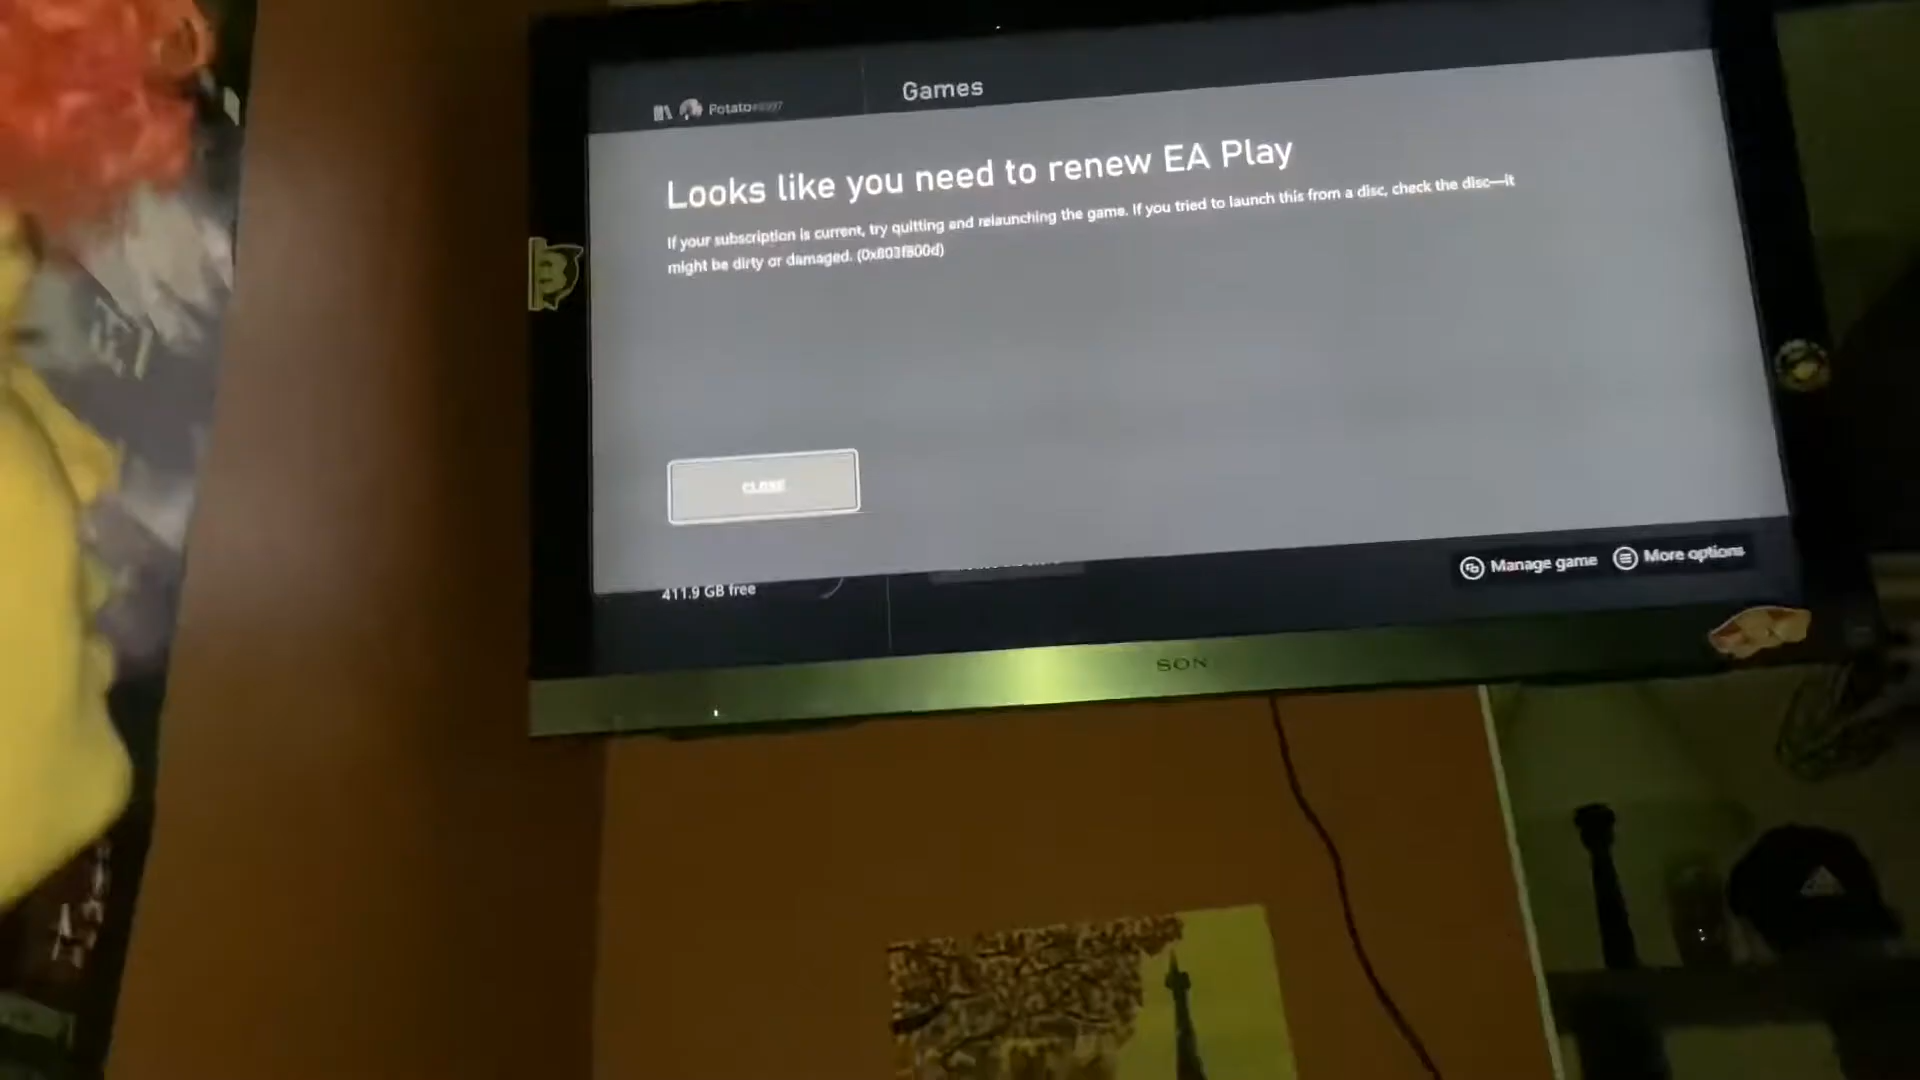 Games
Looks like you need to renew EA Play
If your subscription is current, try quitting and relaunching the game. If you tried to launch this from a disc, check the disc—it
might be dirty or damaged. (0x803f800d)
CLOSE
411.9 GB free
Manage game
More options
SON